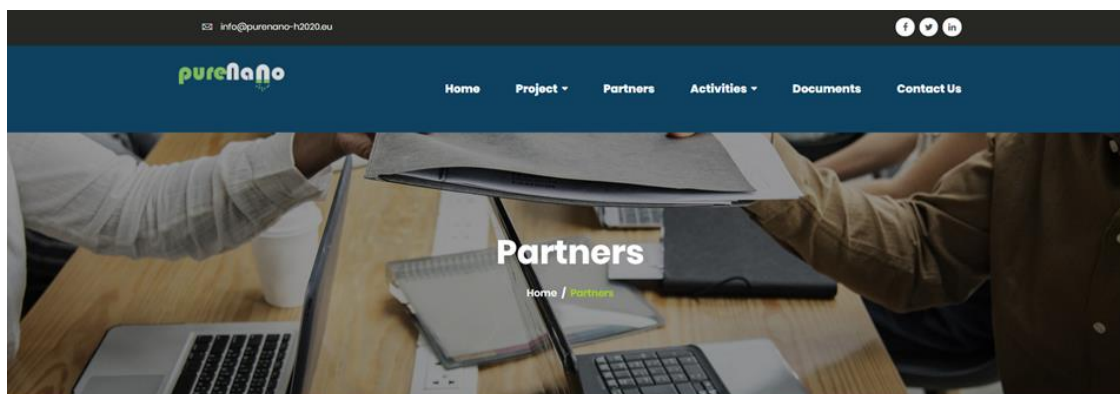 info@purenano-h2020.eu
pureNaNo
Home Project Partners Activities Documents Contact Us
Partners
Home / Partners